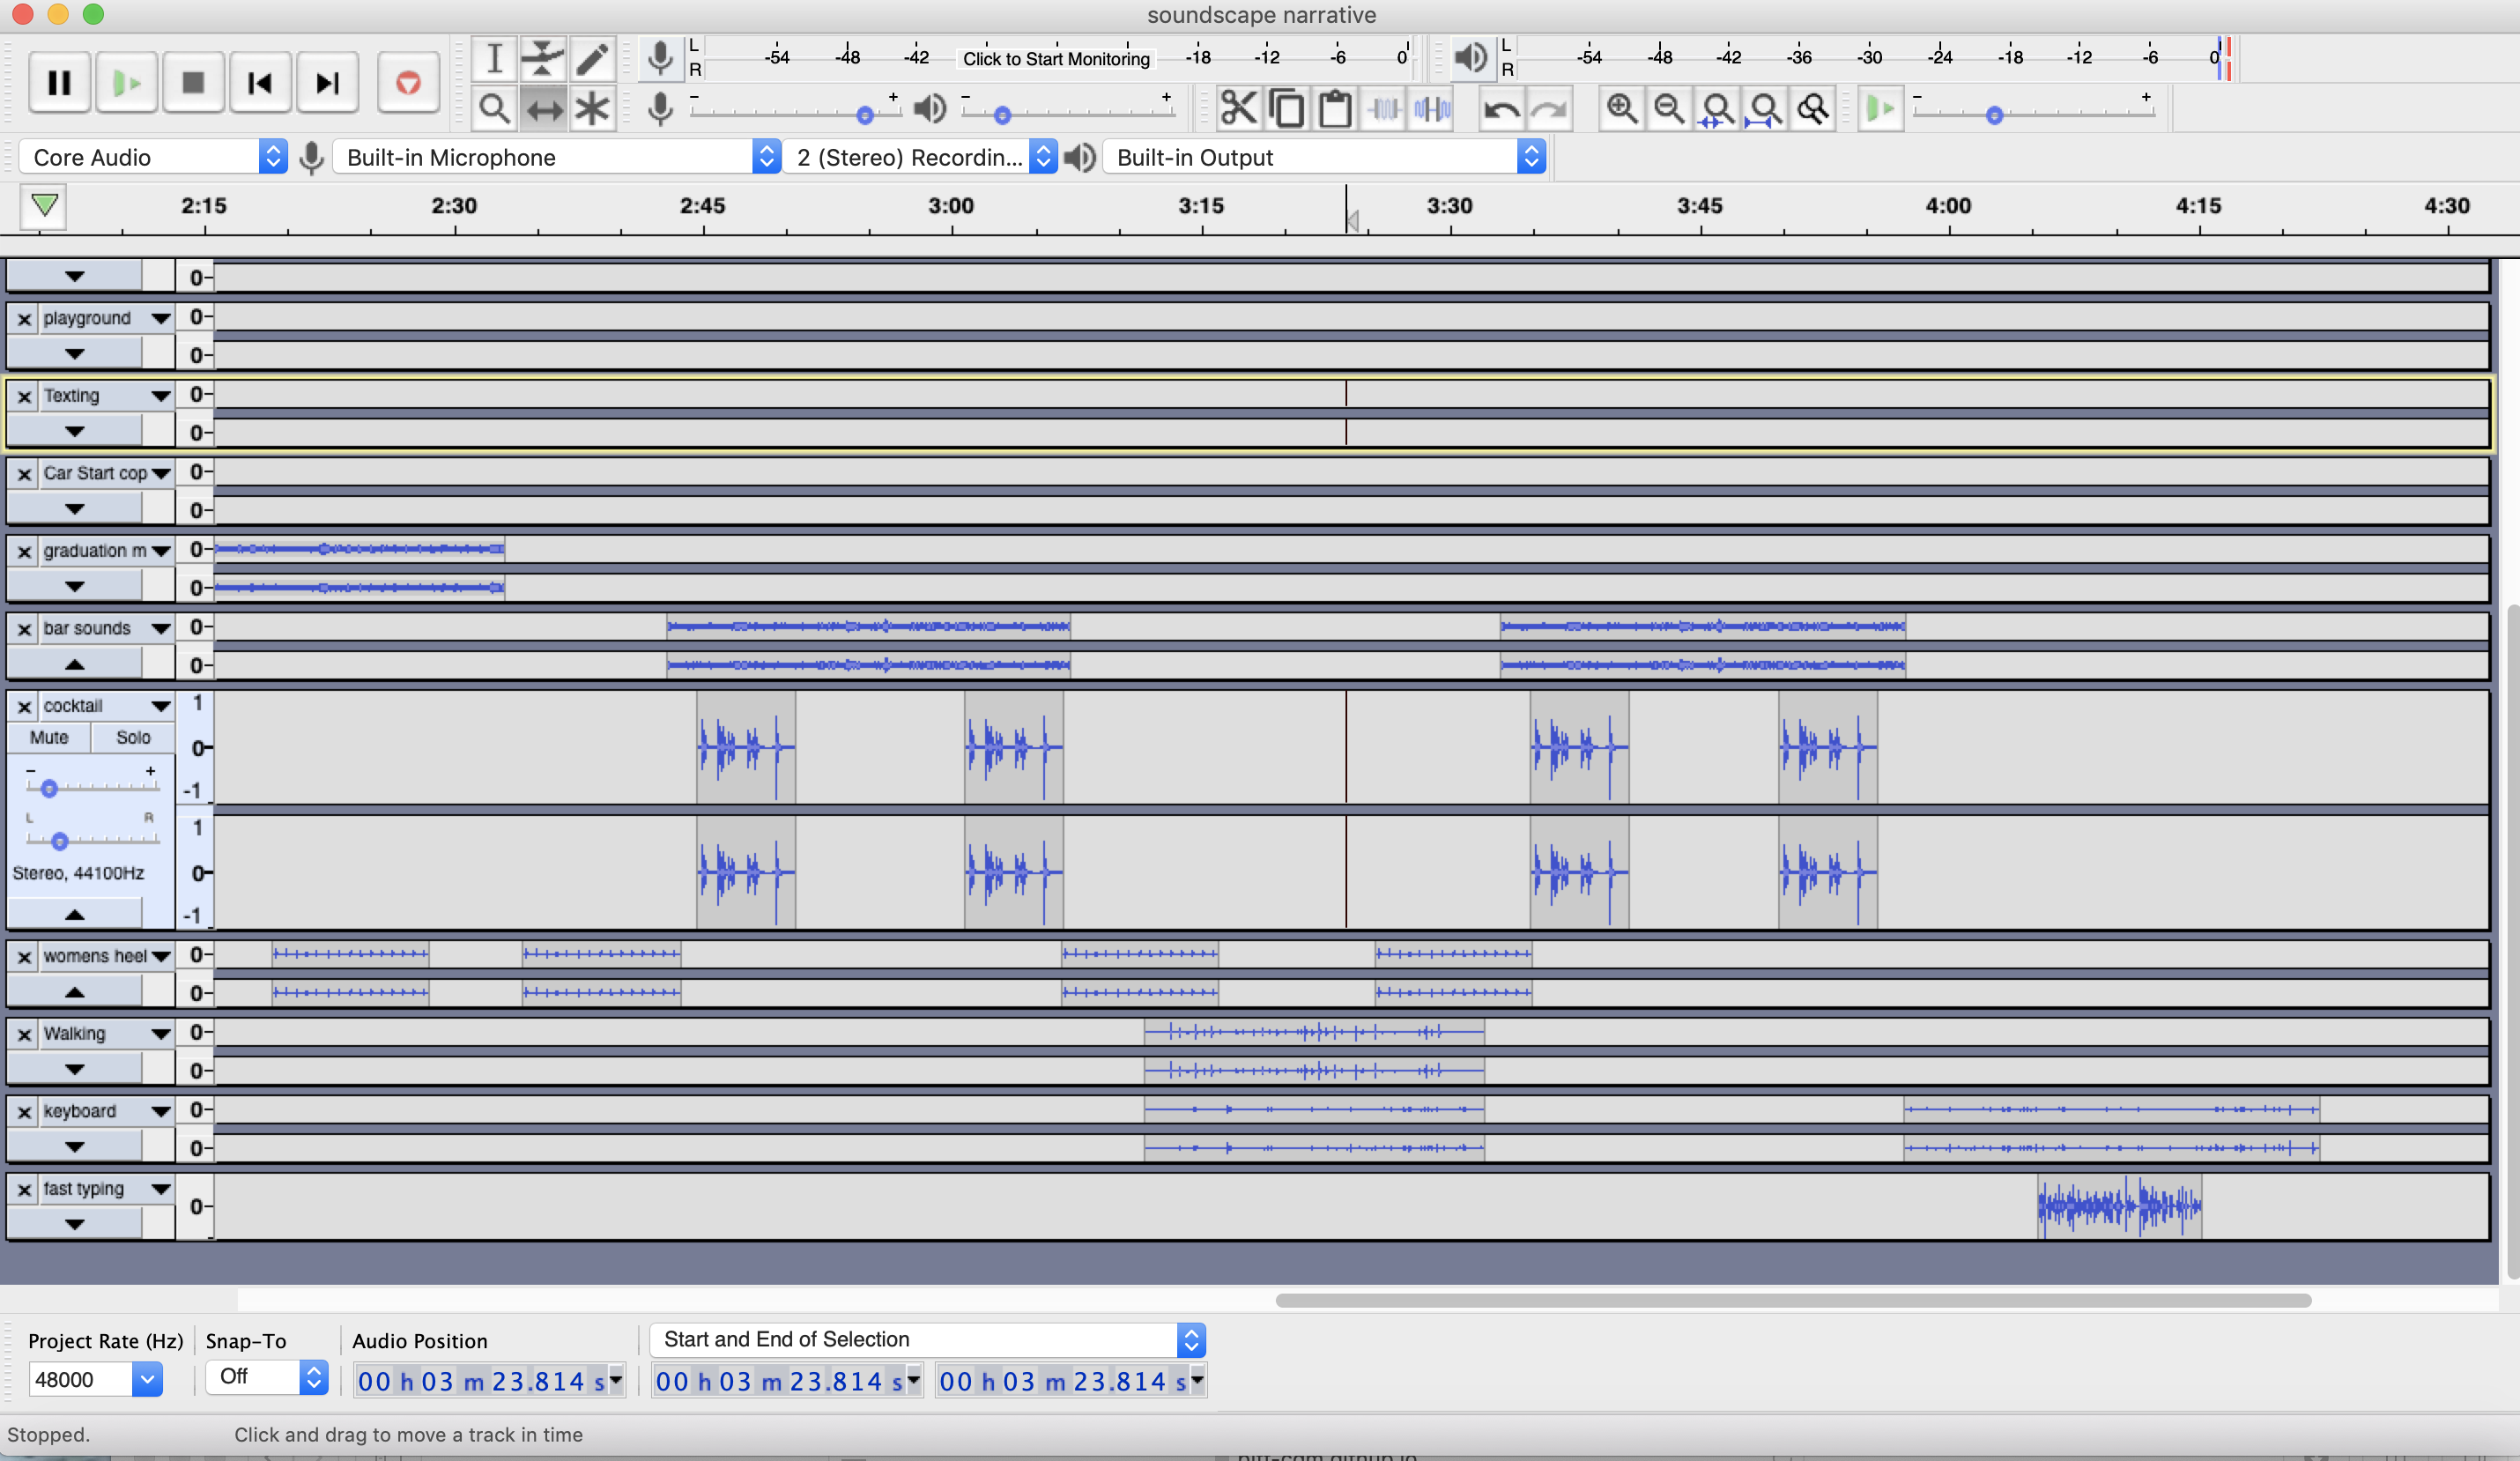 soundscape narrative
L
R
-54 -48 -42 Click to Start Monitoring -18 -12 -6 0
L
R
-54 -48 -42 -36 -30 -24 -18 -12 -6 0
- +
- +
- +
Core Audio
Built-in Microphone
2 (Stereo) Recordin...
Built-in Output
2:15 2:30 2:45 3:00 3:15 3:30 3:45 4:00 4:15 4:30
0-
playground 0-
0-
Texting 0-
0-
Car Start cop 0-
0-
graduation m 0-
0-
bar sounds 0-
0-
cocktail 1
Mute Solo 0-
- +
-1
L R
1
Stereo, 44100Hz 0-
-1
womens heel 0-
0-
Walking 0-
0-
keyboard 0-
0-
fast typing
0-
Project Rate (Hz) Snap-To Audio Position Start and End of Selection
48000 Off 00 h 03 m 23.814 s 00 h 03 m 23.814 s 00 h 03 m 23.814 s
Stopped. Click and drag to move a track in time